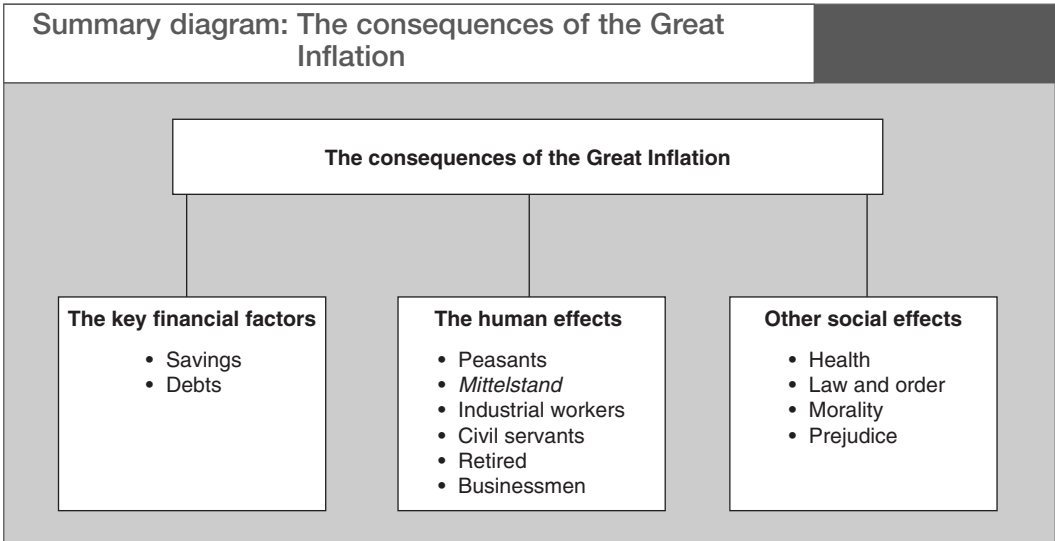 Summary diagram: The consequences of the Great
Inflation
The consequences of the Great Inflation
The key financial factors
• Savings
• Debts
The human effects
• Peasants
• Mittelstand
• Industrial workers
• Civil servants
• Retired
• Businessmen
Other social effects
• Health
• Law and order
• Morality
• Prejudice